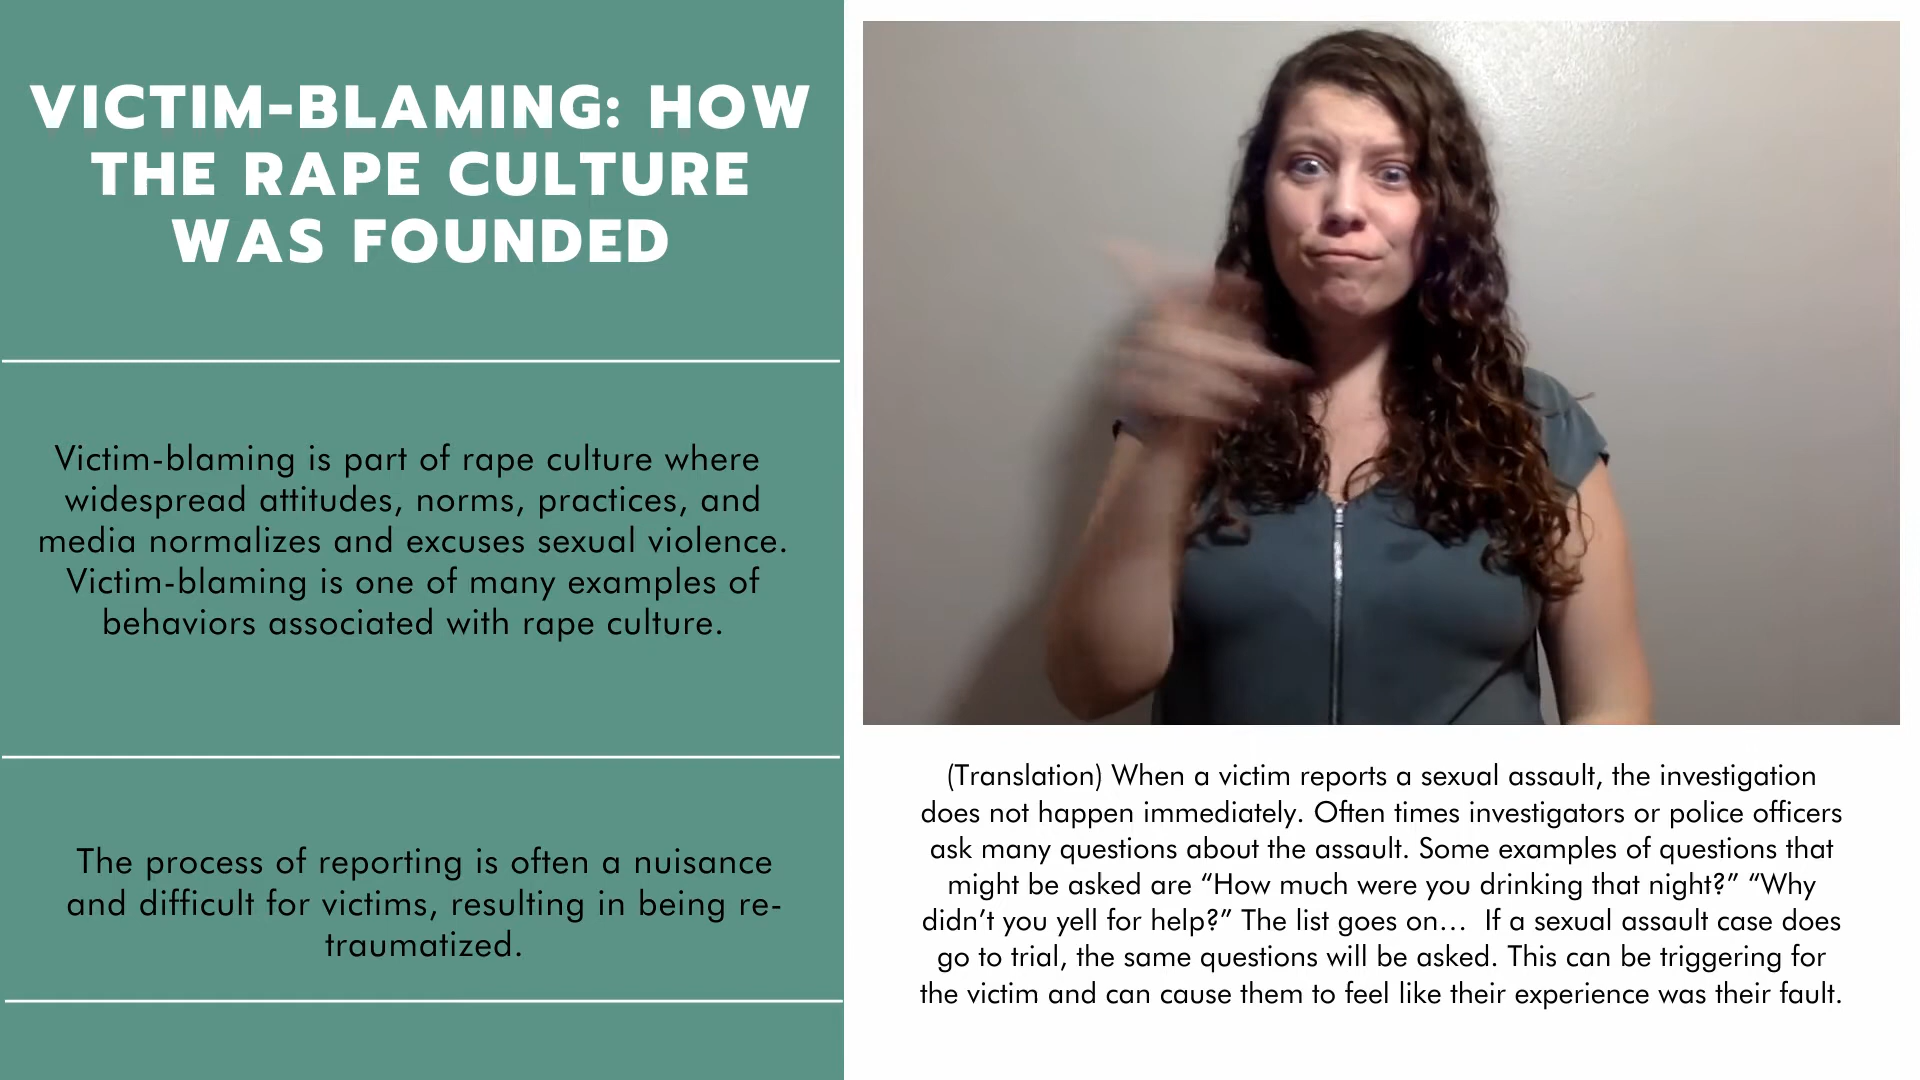 VICTIM-BLAMING: HOW
THE RAPE CULTURE
WAS FOUNDED
Victim-blaming is part of rape culture where
widespread attitudes, norms, practices, and
media normalizes and excuses sexual violence.
Victim-blaming is one of many examples of
behaviors associated with rape culture.
The process of reporting is often a nuisance
and difficult for victims, resulting in being re-
traumatized.
(Translation) When a victim reports a sexual assault, the investigation
does not happen immediately. Often times investigators or police officers
ask many questions about the assault. Some examples of questions that
might be asked are “How much were you drinking that night?” “Why
didn’t you yell for help?” The list goes on…  If a sexual assault case does
go to trial, the same questions will be asked. This can be triggering for
the victim and can cause them to feel like their experience was their fault.